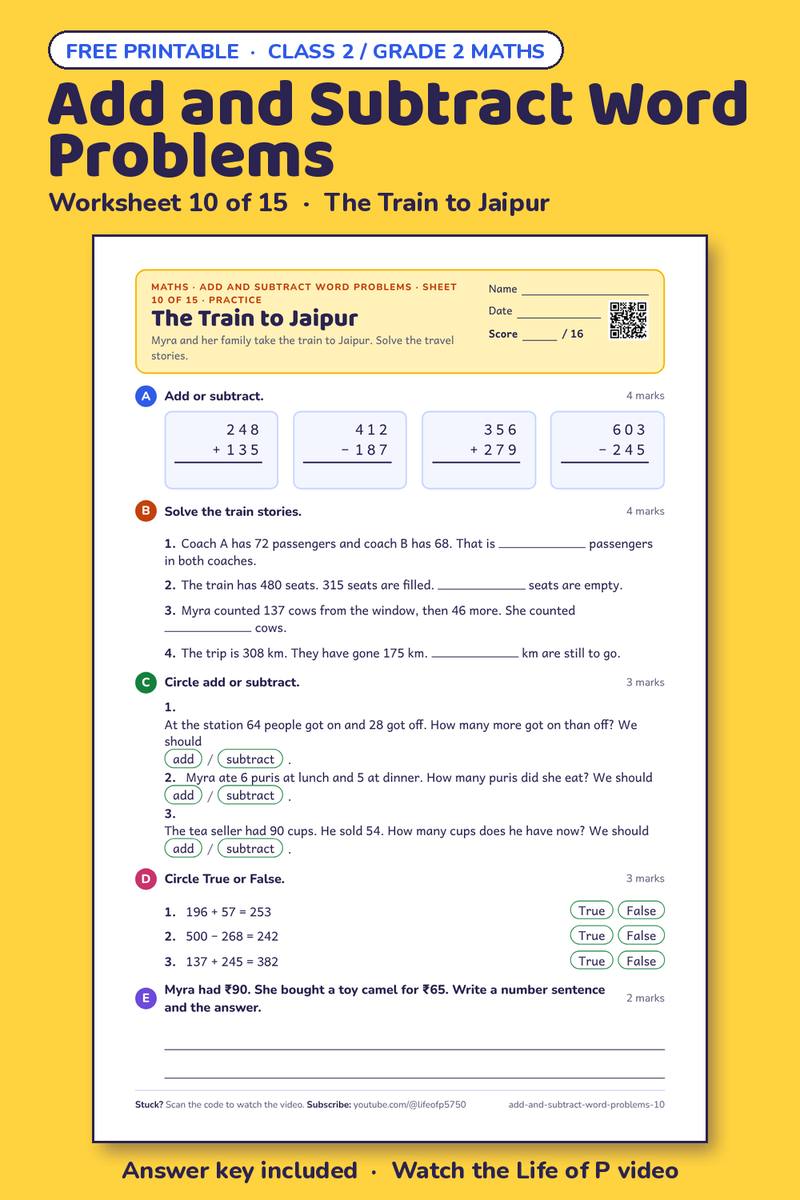 FREE PRINTABLE · CLASS 2 / GRADE 2 MATHS
Add and Subtract Word
Problems
Worksheet 10 of 15 · The Train to Jaipur
MATHS · ADD AND SUBTRACT WORD PROBLEMS · SHEET
10 OF 15 · PRACTICE
The Train to Jaipur
Myra and her family take the train to Jaipur. Solve the travel
stories.
Name
Date
Score / 16
A Add or subtract. 4 marks
248 412 356 603
+ 135 − 187 + 279 − 245
B Solve the train stories. 4 marks
1. Coach A has 72 passengers and coach B has 68. That is ____________ passengers
in both coaches.
2. The train has 480 seats. 315 seats are filled. ____________ seats are empty.
3. Myra counted 137 cows from the window, then 46 more. She counted
____________ cows.
4. The trip is 308 km. They have gone 175 km. ____________ km are still to go.
C Circle add or subtract. 3 marks
1.
At the station 64 people got on and 28 got off. How many more got on than off? We
should
add / subtract .
2. Myra ate 6 puris at lunch and 5 at dinner. How many puris did she eat? We should
add / subtract .
3.
The tea seller had 90 cups. He sold 54. How many cups does he have now? We should
add / subtract .
D Circle True or False. 3 marks
1. 196 + 57 = 253 True False
2. 500 − 268 = 242 True False
3. 137 + 245 = 382 True False
E Myra had ₹90. She bought a toy camel for ₹65. Write a number sentence
and the answer. 2 marks
Stuck? Scan the code to watch the video. Subscribe: youtube.com/@lifeofp5750 add-and-subtract-word-problems-10
Answer key included · Watch the Life of P video